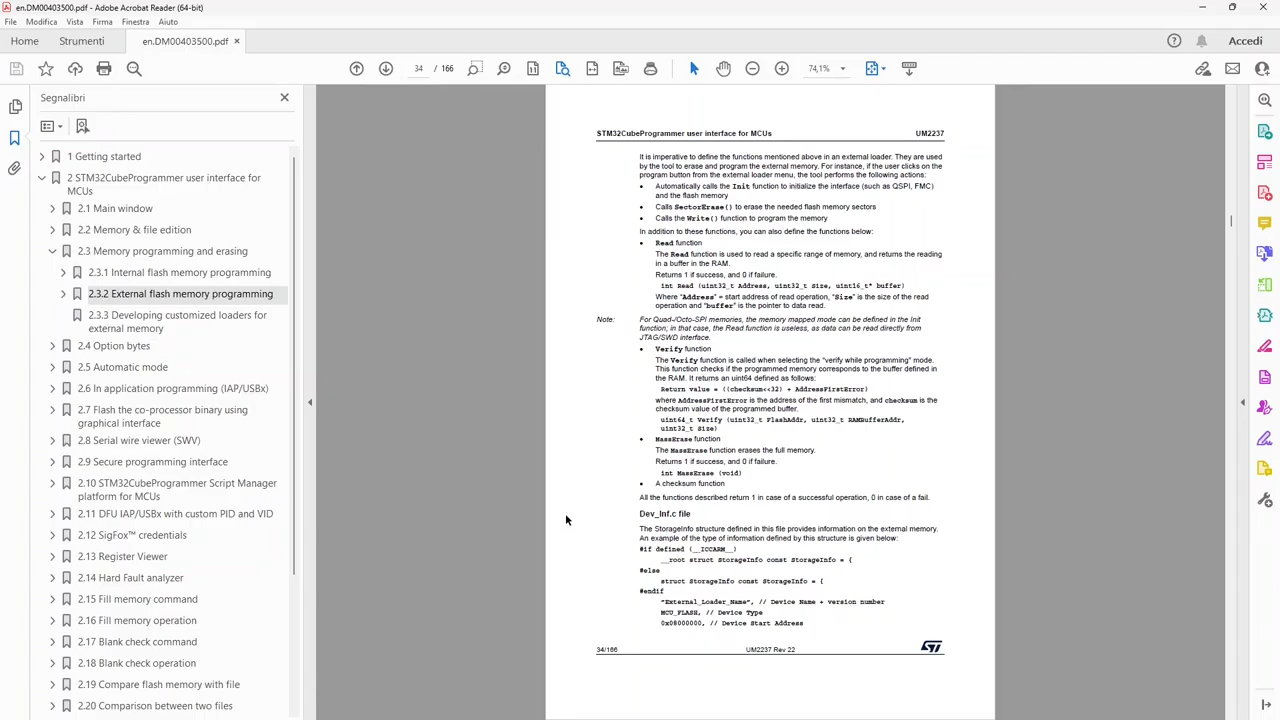 en.DM00403500.pdf - Adobe Acrobat Reader (64-bit)
File Modifica Vista Firma Finestra Aiuto
Home Strumenti en.DM00403500.pdf × Accedi
34 / 166 74,1%
Segnalibri
1 Getting started
2 STM32CubeProgrammer user interface for
MCUs
2.1 Main window
2.2 Memory & file edition
2.3 Memory programming and erasing
2.3.1 Internal flash memory programming
2.3.2 External flash memory programming
2.3.3 Developing customized loaders for
external memory
2.4 Option bytes
2.5 Automatic mode
2.6 In application programming (IAP/USBx)
2.7 Flash the co-processor binary using
graphical interface
2.8 Serial wire viewer (SWV)
2.9 Secure programming interface
2.10 STM32CubeProgrammer Script Manager
platform for MCUs
2.11 DFU IAP/USBx with custom PID and VID
2.12 SigFox™ credentials
2.13 Register Viewer
2.14 Hard Fault analyzer
2.15 Fill memory command
2.16 Fill memory operation
2.17 Blank check command
2.18 Blank check operation
2.19 Compare flash memory with file
2.20 Comparison between two files
STM32CubeProgrammer user interface for MCUs UM2237
It is imperative to define the functions mentioned above in an external loader. They are used
by the tool to erase and program the external memory. For instance, if the user clicks on the
program button from the external loader menu, the tool performs the following actions:
• Automatically calls the Init function to initialize the interface (such as QSPI, FMC)
and the flash memory
• Calls SectorErase() to erase the needed flash memory sectors
• Calls the Write() function to program the memory
In addition to these functions, you can also define the functions below:
• Read function
The Read function is used to read a specific range of memory, and returns the reading
in a buffer in the RAM.
Returns 1 if success, and 0 if failure.
int Read (uint32_t Address, uint32_t Size, uint16_t* buffer)
Where "Address" = start address of read operation, "Size" is the size of the read
operation and "buffer" is the pointer to data read.
Note: For Quad-/Octo-SPI memories, the memory mapped mode can be defined in the Init
function; in that case, the Read function is useless, as data can be read directly from
JTAG/SWD interface.
• Verify function
The Verify function is called when selecting the "verify while programming" mode.
This function checks if the programmed memory corresponds to the buffer defined in
the RAM. It returns an uint64 defined as follows:
Return value = ((checksum<<32) + AddressFirstError)
where AddressFirstError is the address of the first mismatch, and checksum is the
checksum value of the programmed buffer.
uint64_t Verify (uint32_t FlashAddr, uint32_t RAMBufferAddr,
uint32_t Size)
• MassErase function
The MassErase function erases the full memory.
Returns 1 if success, and 0 if failure.
int MassErase (void)
• A checksum function
All the functions described return 1 in case of a successful operation, 0 in case of a fail.
Dev_Inf.c file
The StorageInfo structure defined in this file provides information on the external memory.
An example of the type of information defined by this structure is given below:
#if defined (__ICCARM__)
__root struct StorageInfo const StorageInfo = {
#else
struct StorageInfo const StorageInfo = {
#endif
"External_Loader_Name", // Device Name + version number
MCU_FLASH, // Device Type
0x08000000, // Device Start Address
34/166 UM2237 Rev 22 ST